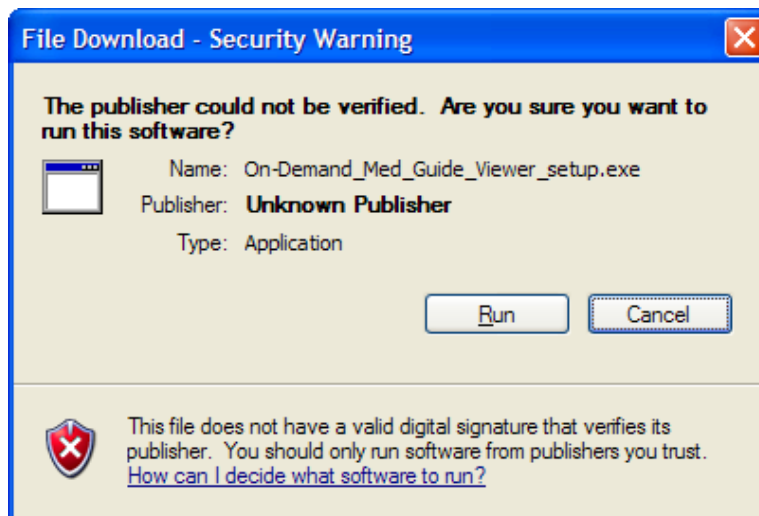 File Download - Security Warning
The publisher could not be verified. Are you sure you want to
run this software?
Name: On-Demand_Med_Guide_Viewer_setup.exe
Publisher: Unknown Publisher
Type: Application
Run Cancel
This file does not have a valid digital signature that verifies its
publisher. You should only run software from publishers you trust.
How can I decide what software to run?